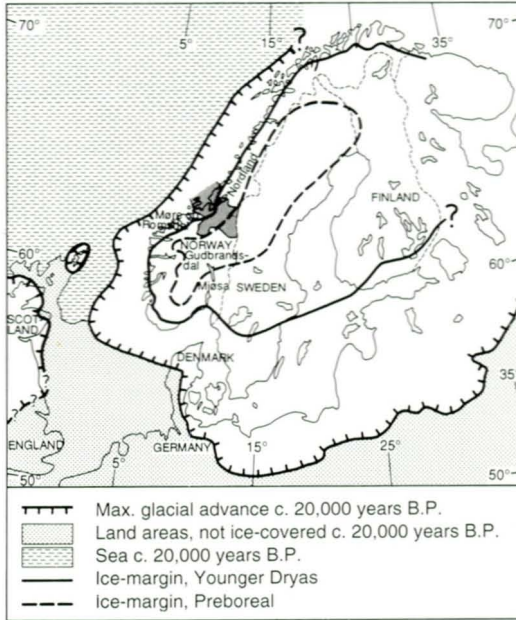 70°
5°
15°
?
35°
70°
Nordland
FINLAND
Møre og
Romsdal
?
NORWAY
60°
Gudbrands-
dal
60°
Mjøsa
SWEDEN
SCOT-
LAND
DENMARK
35°
?
?
?
ENGLAND
GERMANY
15°
25°
50°
5°
50°
Max. glacial advance c. 20,000 years B.P.
Land areas, not ice-covered c. 20,000 years B.P.
Sea c. 20,000 years B.P.
Ice-margin, Younger Dryas
Ice-margin, Preboreal